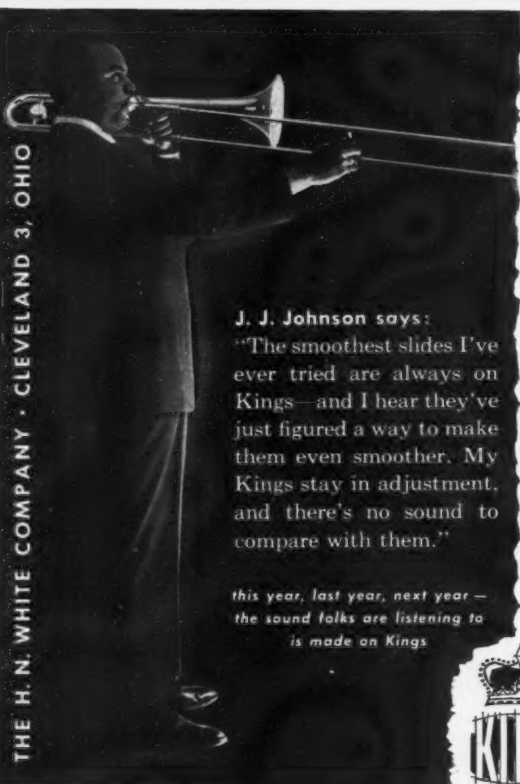 THE H. N. WHITE COMPANY • CLEVELAND 3, OHIO
J. J. Johnson says:
"The smoothest slides I've
ever tried are always on
Kings—and I hear they've
just figured a way to make
them even smoother. My
Kings stay in adjustment,
and there's no sound to
compare with them."
this year, last year, next year —
the sound folks are listening to
is made on Kings